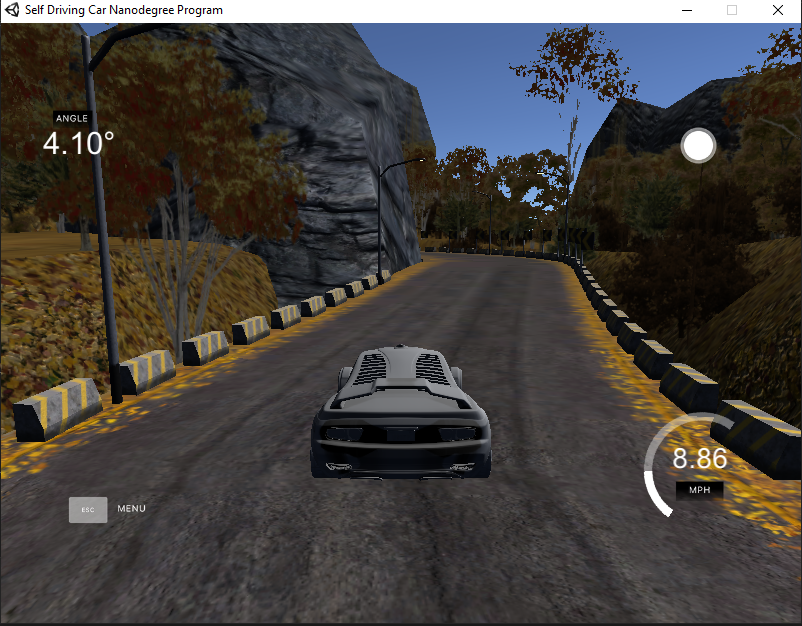 Self Driving Car Nanodegree Program
ANGLE
4.10°
8.86
MPH
ESC
MENU